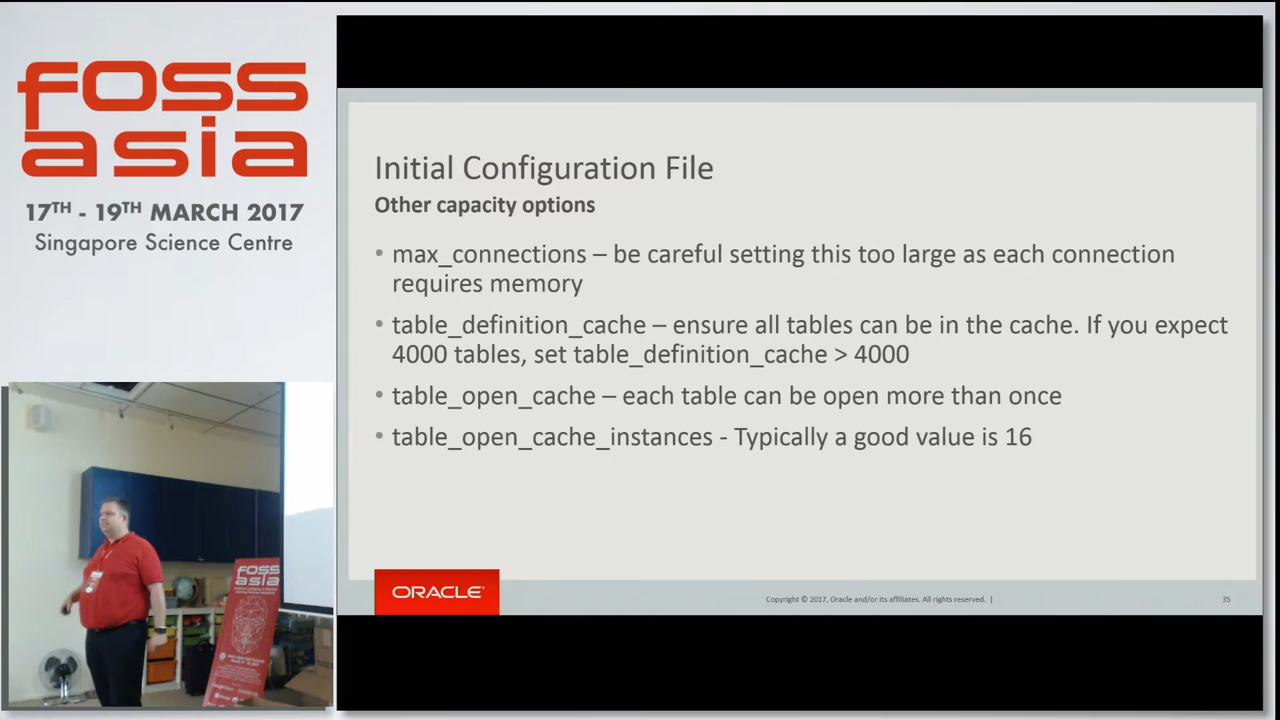 foss
asia
17TH - 19TH MARCH 2017
Singapore Science Centre
Initial Configuration File
Other capacity options
• max_connections – be careful setting this too large as each connection
requires memory
• table_definition_cache – ensure all tables can be in the cache. If you expect
4000 tables, set table_definition_cache > 4000
• table_open_cache – each table can be open more than once
• table_open_cache_instances - Typically a good value is 16
ORACLE
Copyright © 2017, Oracle and/or its affiliates. All rights reserved. |
35
FOSS
ASIA